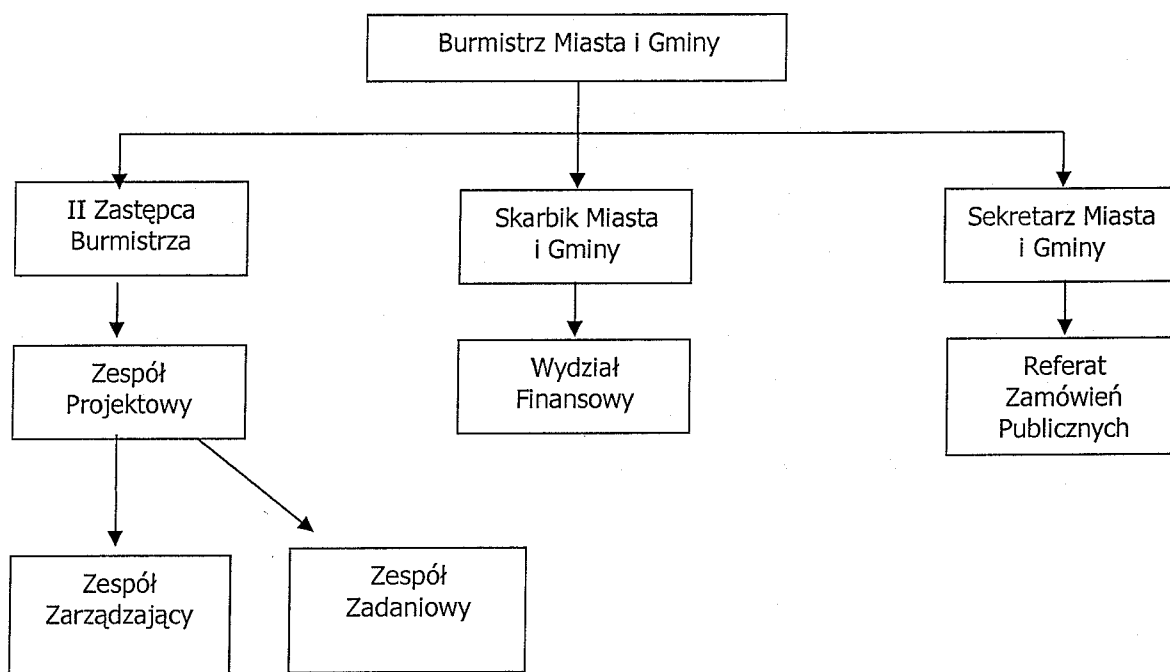 Burmistrz Miasta i Gminy
II Zastępca
Burmistrza
Skarbik Miasta
i Gminy
Sekretarz Miasta
i Gminy
Zespół
Projektowy
Wydział
Finansowy
Referat
Zamówień
Publicznych
Zespół
Zarządzający
Zespół
Zadaniowy